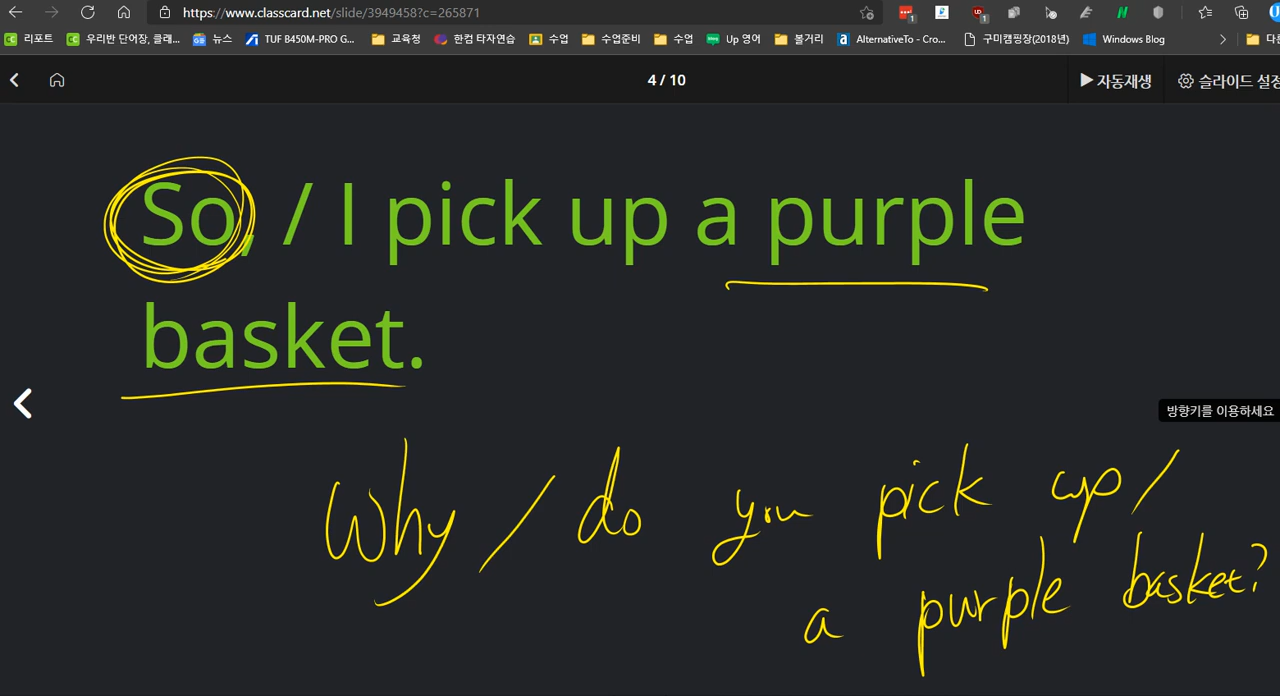 https://www.classcard.net/slide/3949458?c=265871
리포트 우리반 단어장, 클래... 뉴스 TUF B450M-PRO G... 교육청 한컴 타자연습 수업 수업준비 수업 Up 영어 볼거리 AlternativeTo - Cro... 구미캠핑장(2018년) Windows Blog 다른
4 / 10 자동재생 슬라이드 설정
So, / I pick up a purple
basket.
방향키를 이용하세요
Why / do you pick up /
a purple basket?